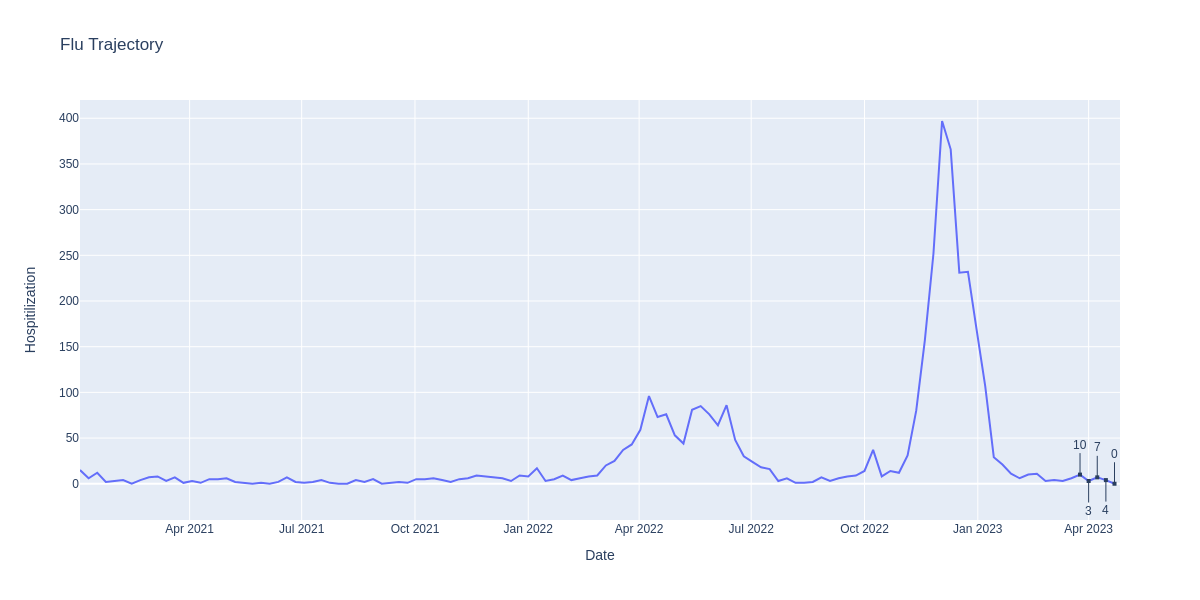 Flu Trajectory
Hospitilization
400
350
300
250
200
150
100
50
0
10
7
0
3
4
Apr 2021
Jul 2021
Oct 2021
Jan 2022
Apr 2022
Jul 2022
Oct 2022
Jan 2023
Apr 2023
Date